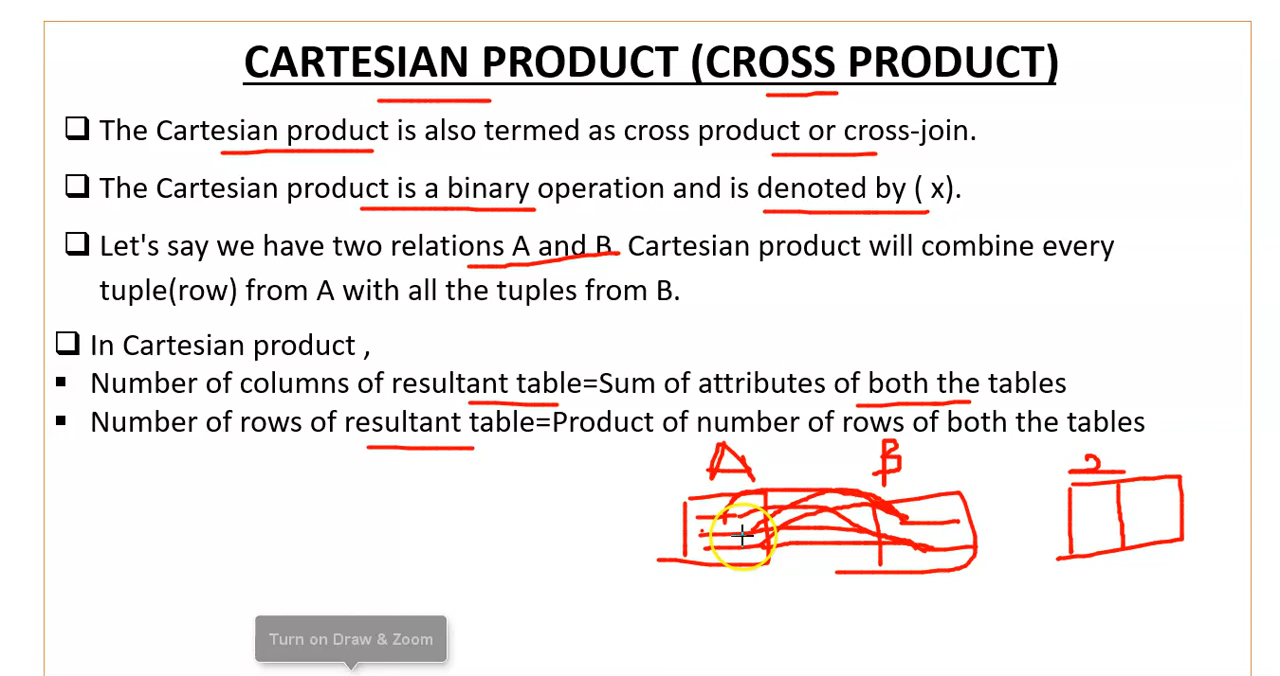 CARTESIAN PRODUCT (CROSS PRODUCT)
❑ The Cartesian product is also termed as cross product or cross-join.
❑ The Cartesian product is a binary operation and is denoted by ( x).
❑ Let's say we have two relations A and B. Cartesian product will combine every
tuple(row) from A with all the tuples from B.
❑ In Cartesian product ,
▪ Number of columns of resultant table=Sum of attributes of both the tables
▪ Number of rows of resultant table=Product of number of rows of both the tables
A B
Turn on Draw & Zoom